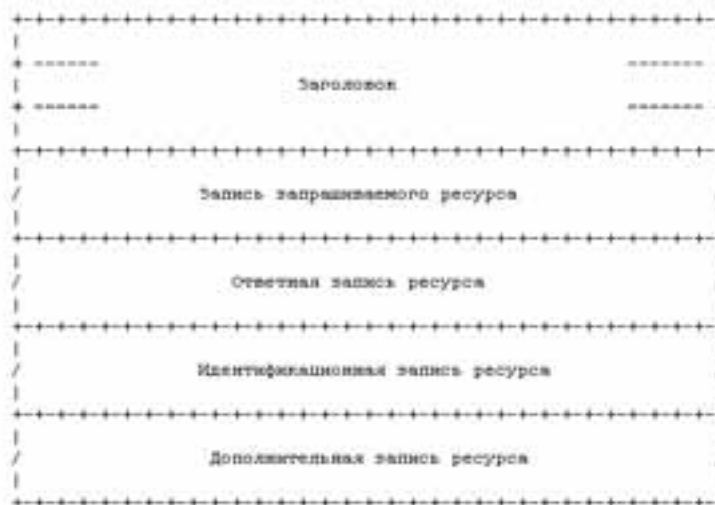 Заголовок
Запись запрашиваемого ресурса
Ответная запись ресурса
Идентификационная запись ресурса
Дополнительная запись ресурса